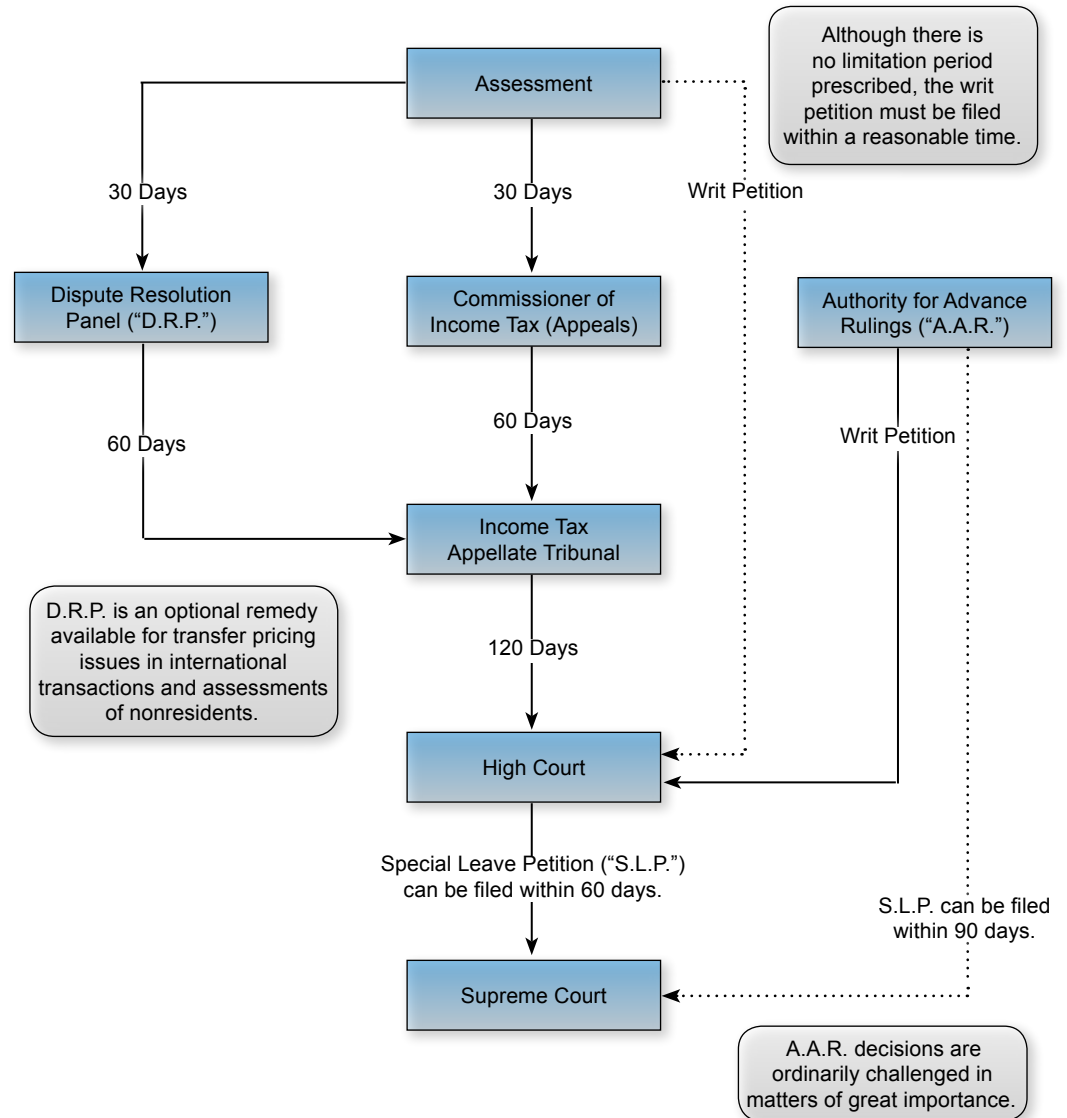 Although there is
no limitation period
prescribed, the writ
petition must be filed
within a reasonable time.
Assessment
30 Days
30 Days
Writ Petition
Dispute Resolution
Panel (“D.R.P.”)
Commissioner of
Income Tax (Appeals)
Authority for Advance
Rulings (“A.A.R.”)
60 Days
60 Days
Writ Petition
Income Tax
Appellate Tribunal
D.R.P. is an optional remedy
available for transfer pricing
issues in international
transactions and assessments
of nonresidents.
120 Days
High Court
Special Leave Petition (“S.L.P.”)
can be filed within 60 days.
S.L.P. can be filed
within 90 days.
Supreme Court
A.A.R. decisions are
ordinarily challenged in
matters of great importance.